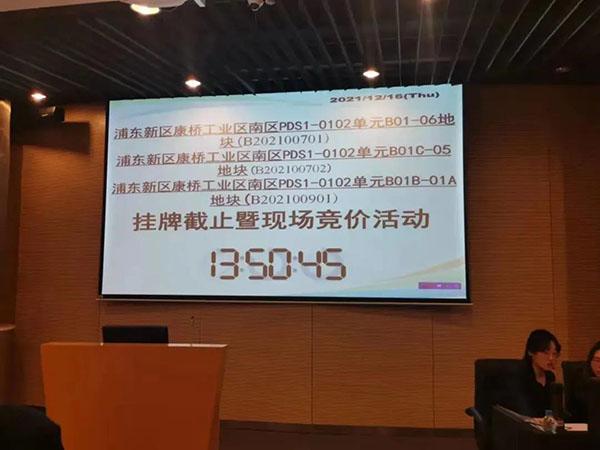 2021/12/16(Thu)
浦东新区康桥工业区南区PDS1-0102单元B01-06地
块(B202100701)
浦东新区康桥工业区南区PDS1-0102单元B01C-05
地块(B202100702)
浦东新区康桥工业区南区PDS1-0102单元B01B-01A
地块(B202100901)
挂牌截止暨现场竞价活动
13:50:45